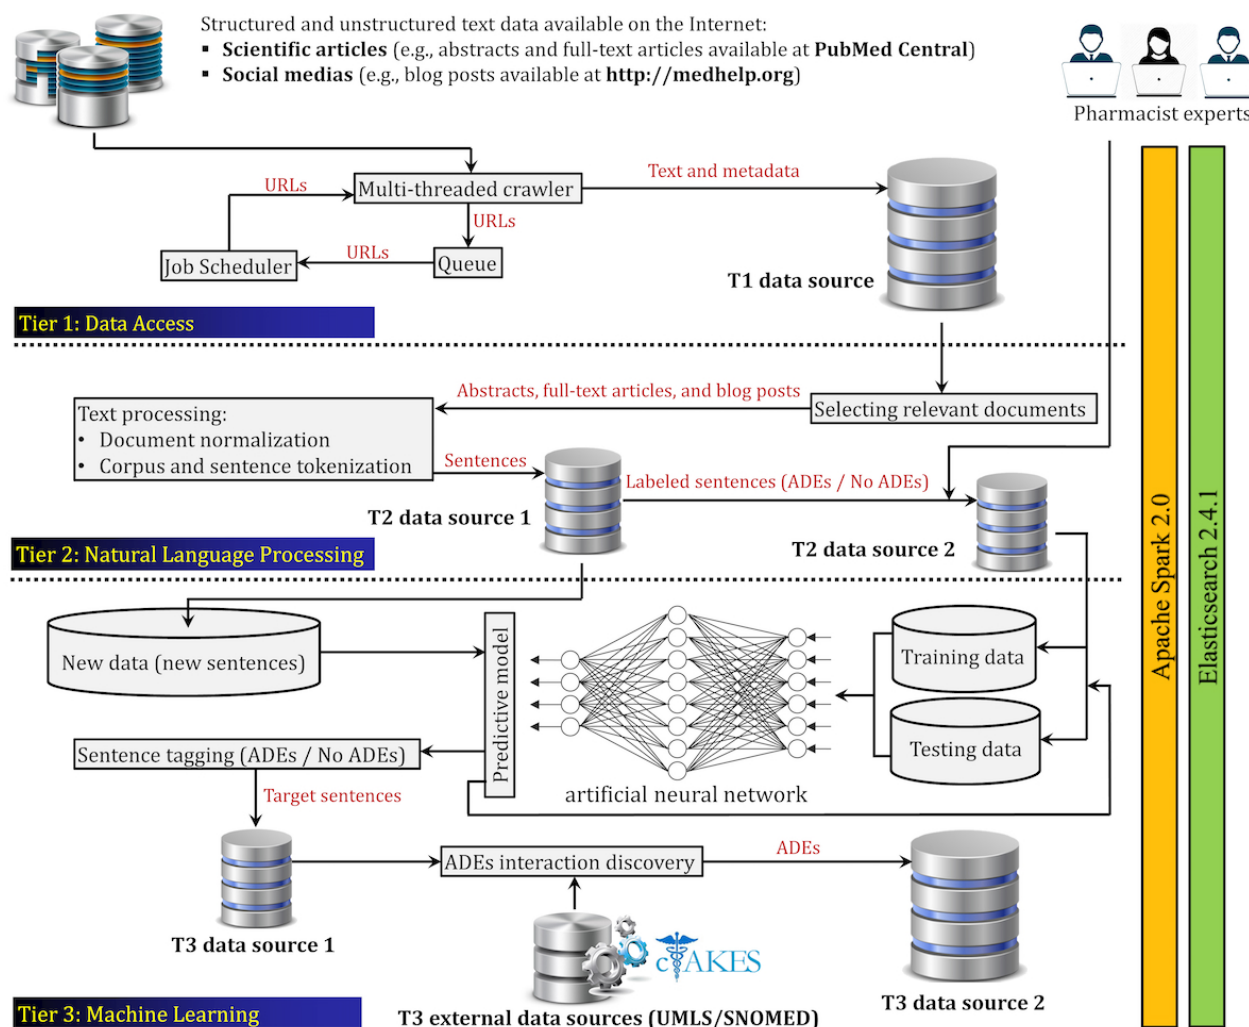 Structured and unstructured text data available on the Internet:
▪ Scientific articles (e.g., abstracts and full-text articles available at PubMed Central)
▪ Social medias (e.g., blog posts available at http://medhelp.org)
Pharmacist experts
URLs
Multi-threaded crawler
Text and metadata
URLs
Job Scheduler
URLs
Queue
T1 data source
Tier 1: Data Access
Abstracts, full-text articles, and blog posts
Selecting relevant documents
Text processing:
• Document normalization
• Corpus and sentence tokenization
Sentences
Labeled sentences (ADEs / No ADEs)
T2 data source 1
T2 data source 2
Tier 2: Natural Language Processing
Apache Spark 2.0
Elasticsearch 2.4.1
New data (new sentences)
Predictive model
Training data
Testing data
artificial neural network
Sentence tagging (ADEs / No ADEs)
Target sentences
ADEs interaction discovery
ADEs
T3 data source 1
cTAKES
T3 data source 2
T3 external data sources (UMLS/SNOMED)
Tier 3: Machine Learning